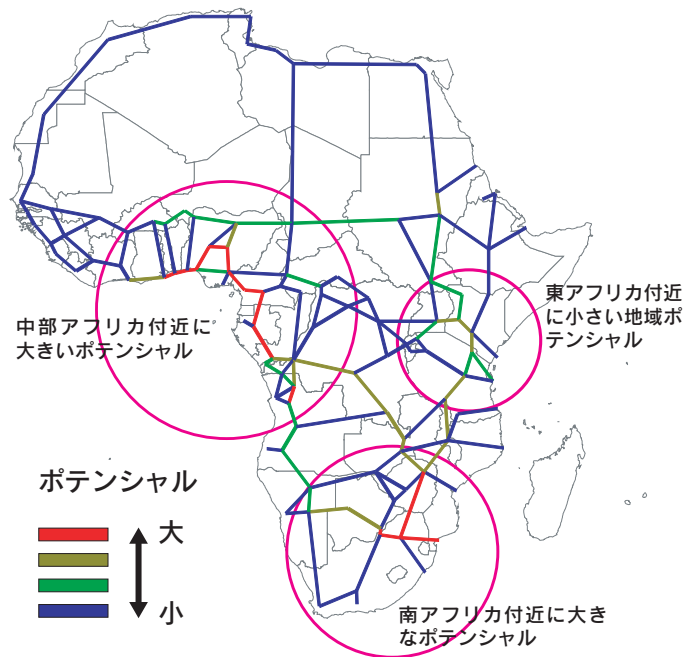 中部アフリカ付近に
大きいポテンシャル
東アフリカ付近
に小さい地域ポ
テンシャル
ポテンシャル
大
小
南アフリカ付近に大き
なポテンシャル